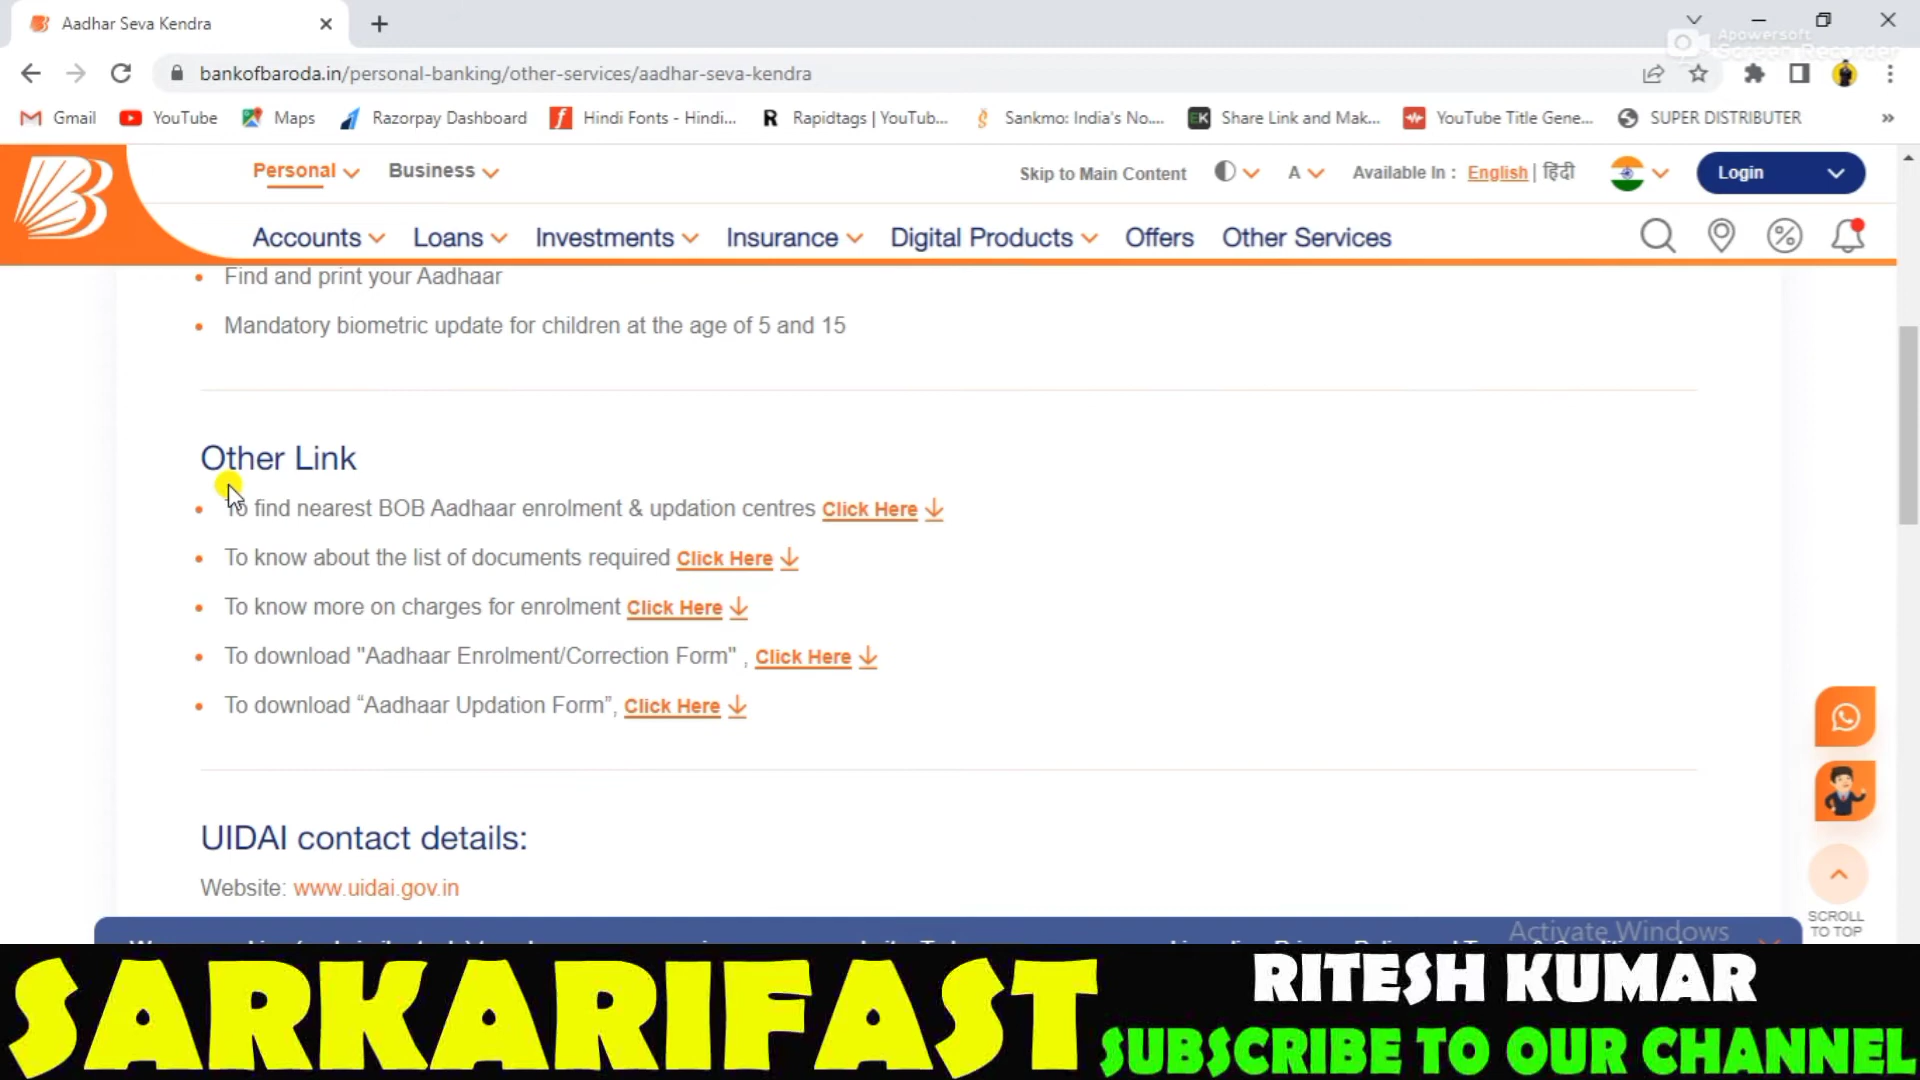 Aadhar Seva Kendra
Apowersoft
Screen Recorder
bankofbaroda.in/personal-banking/other-services/aadhar-seva-kendra
Gmail YouTube Maps Razorpay Dashboard Hindi Fonts - Hindi... Rapidtags | YouTub... Sankmo: India's No.... Share Link and Mak... YouTube Title Gene... SUPER DISTRIBUTER »
Personal Business Skip to Main Content A Available In : English | हिंदी Login
Accounts Loans Investments Insurance Digital Products Offers Other Services
• Find and print your Aadhaar
• Mandatory biometric update for children at the age of 5 and 15
Other Link
• To find nearest BOB Aadhaar enrolment & updation centres Click Here
• To know about the list of documents required Click Here
• To know more on charges for enrolment Click Here
• To download "Aadhaar Enrolment/Correction Form" , Click Here
• To download “Aadhaar Updation Form”, Click Here
UIDAI contact details:
Website: www.uidai.gov.in
SCROLL
TO TOP
Activate Windows
SARKARIFAST
RITESH KUMAR
SUBSCRIBE TO OUR CHANNEL